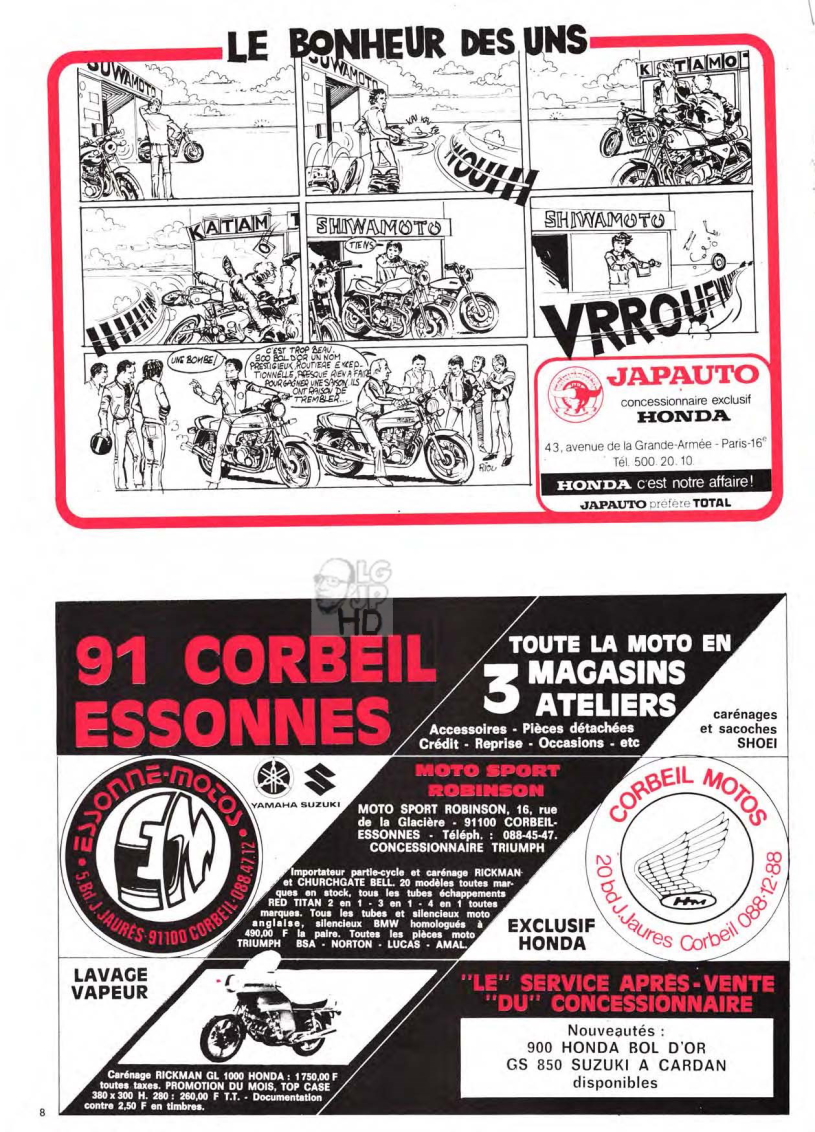 LE BONHEUR DES UNS
SUWAMOTO
SUWAMOTO
VOUIH
KATAMO
KATAM T
SHIWAMOTO
TIENS
SHIWAMOTO
VRROUF
UNE BOMBE!
C'EST TROP BEAU.
900 BOL D'OR UN NOM
PRESTIGIEUX, ROUTIERE EXCEP-
TIONNELLE, PRESQUE RIEN A FAIRE
POUR GAGNER UNE SAISON, ILS
ONT RAISON DE
TREMBLER...
RIOU
JAPAUTO
concessionnaire exclusif
HONDA
43, avenue de la Grande-Armée - Paris-16e
Tél. 500.20.10
HONDA c'est notre affaire!
JAPAUTO préfère TOTAL
LG
JP
HD
91 CORBEIL
ESSONNES
TOUTE LA MOTO EN
3 MAGASINS
ATELIERS
Accessoires - Pièces détachées
Crédit - Reprise - Occasions - etc
carénages
et sacoches
SHOEI
ESSONNE-MOTOS
EM
5, Bd J. JAURÈS-91100 CORBEIL-088.47.12
YAMAHA SUZUKI
MOTO SPORT
ROBINSON
MOTO SPORT ROBINSON, 16, rue
de la Glacière - 91100 CORBEIL-
ESSONNES - Téléph. : 088-45-47.
CONCESSIONNAIRE TRIUMPH
Importateur partie-cycle et carénage RICKMAN
et CHURCHGATE BELL. 20 modèles toutes mar-
ques en stock, tous les tubes échappements
RED TITAN 2 en 1 - 3 en 1 - 4 en 1 toutes
marques. Tous les tubes et silencieux moto
anglaise, silencieux BMW homologués à
490,00 F la paire. Toutes les pièces moto
TRIUMPH BSA - NORTON - LUCAS - AMAL.
CORBEIL MOTOS
HM
20 bd J. Jaures Corbeil 088-12-88
EXCLUSIF
HONDA
LAVAGE
VAPEUR
Carénage RICKMAN GL 1000 HONDA : 1750,00 F
toutes taxes. PROMOTION DU MOIS, TOP CASE
380 x 300 H. 280 : 260,00 F T.T. - Documentation
contre 2,50 F en timbres.
"LE" SERVICE APRÈS-VENTE
"DU" CONCESSIONNAIRE
Nouveautés :
900 HONDA BOL D'OR
GS 850 SUZUKI A CARDAN
disponibles
8